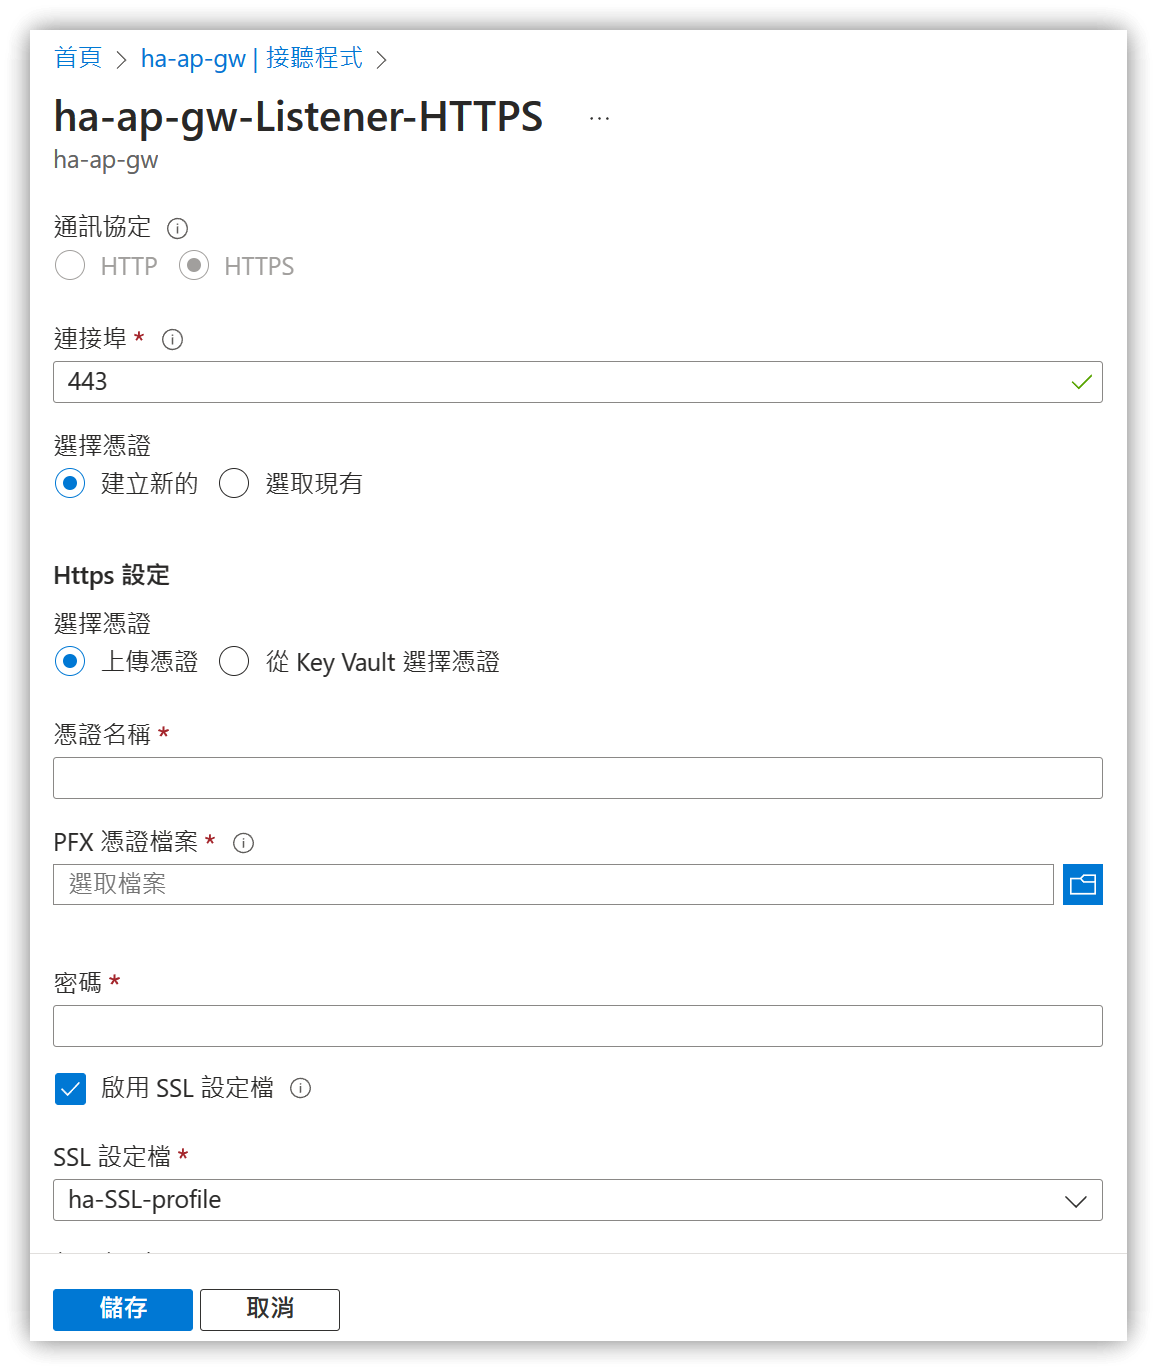 首頁 > ha-ap-gw | 接聽程式 >
ha-ap-gw-Listener-HTTPS ...
ha-ap-gw
通訊協定
HTTP HTTPS
連接埠 *
443
選擇憑證
建立新的 選取現有
Https 設定
選擇憑證
上傳憑證 從 Key Vault 選擇憑證
憑證名稱 *
PFX 憑證檔案 *
選取檔案
密碼 *
啟用 SSL 設定檔
SSL 設定檔 *
ha-SSL-profile
儲存 取消